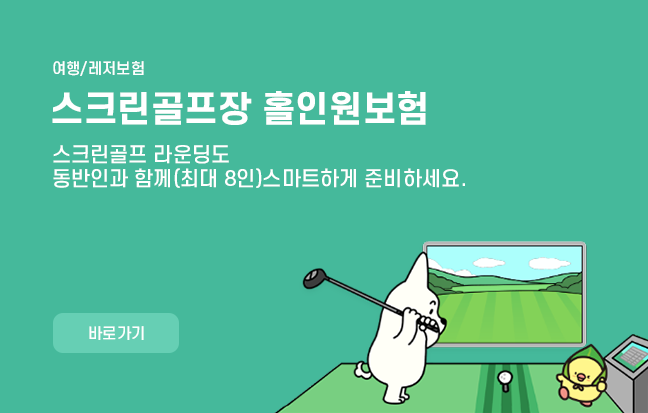 여행/레저보험
스크린골프장 홀인원보험
스크린골프 라운딩도
동반인과 함께(최대 8인)스마트하게 준비하세요.
바로가기